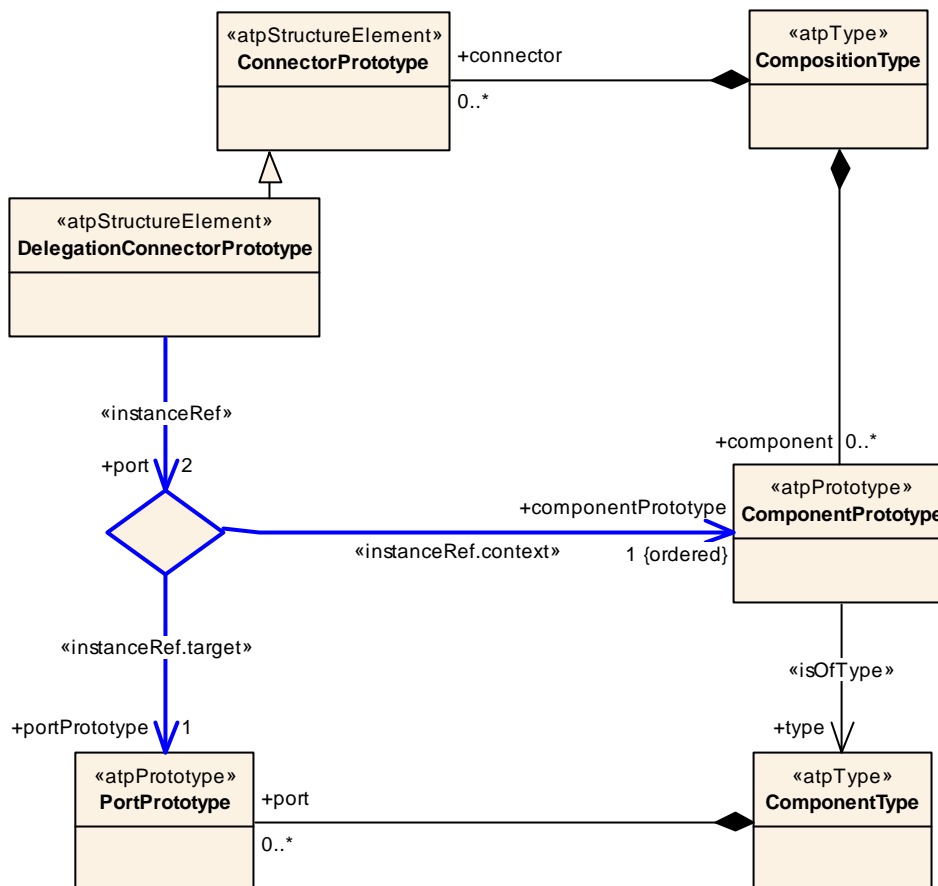 «atpStructureElement»
ConnectorPrototype
+connector
0..*
«atpType»
CompositionType
«atpStructureElement»
DelegationConnectorPrototype
«instanceRef»
+port
2
+component
0..*
«atpPrototype»
ComponentPrototype
+componentPrototype
«instanceRef.context»
1 {ordered}
«instanceRef.target»
«isOfType»
+portPrototype
1
+type
«atpPrototype»
PortPrototype
+port
0..*
«atpType»
ComponentType